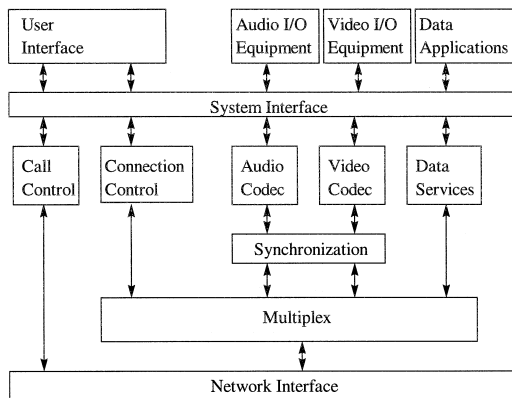 User
Interface
Audio I/O
Equipment
Video I/O
Equipment
Data
Applications
System Interface
Call
Control
Connection
Control
Audio
Codec
Video
Codec
Data
Services
Synchronization
Multiplex
Network Interface